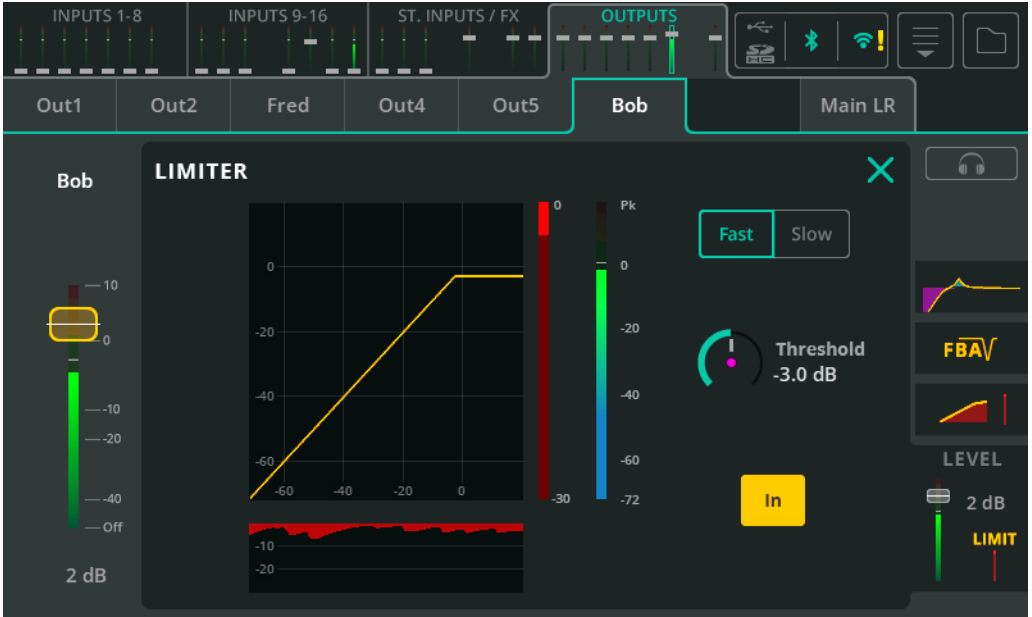 INPUTS 1-8
INPUTS 9-16
ST. INPUTS / FX
OUTPUTS
SD
HC
!
Out1
Out2
Fred
Out4
Out5
Bob
Main LR
Bob
10
0
-10
-20
-40
Off
2 dB
LIMITER
0
-20
-40
-60
-60
-40
-20
0
-10
-20
0
-30
Pk
0
-20
-40
-60
-72
Fast
Slow
Threshold
-3.0 dB
In
FBA
LEVEL
2 dB
LIMIT